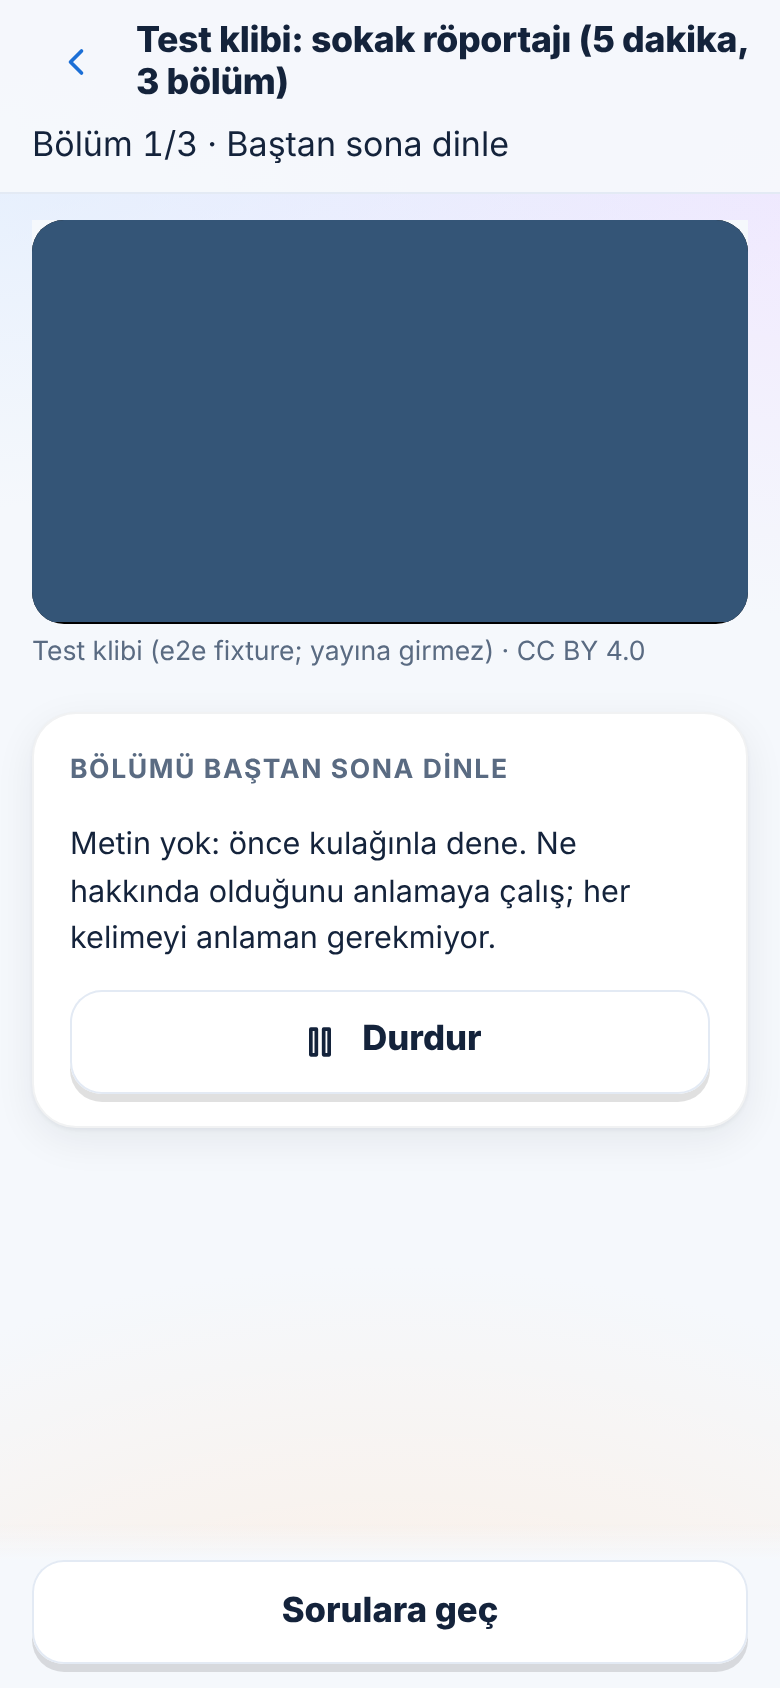 Test klibi: sokak röportajı (5 dakika,
3 bölüm)
Bölüm 1/3 · Baştan sona dinle
Test klibi (e2e fixture; yayına girmez) · CC BY 4.0
BÖLÜMÜ BAŞTAN SONA DİNLE
Metin yok: önce kulağınla dene. Ne
hakkında olduğunu anlamaya çalış; her
kelimeyi anlaman gerekmiyor.
Durdur
Sorulara geç